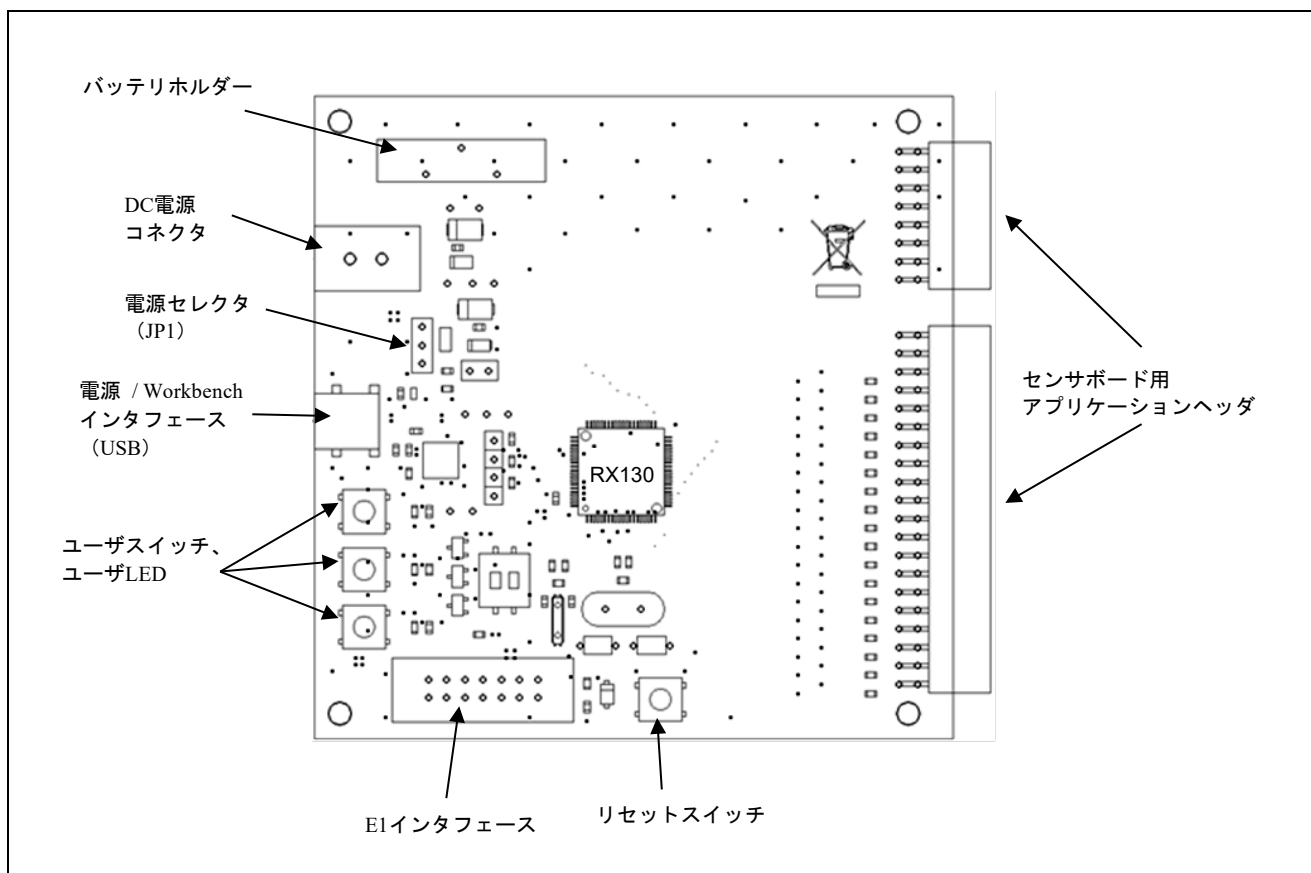 バッテリホルダー
DC電源
コネクタ
電源セレクタ
（JP1）
電源 / Workbench
インタフェース
（USB）
ユーザスイッチ、
ユーザLED
E1インタフェース
リセットスイッチ
RX130
センサボード用
アプリケーションヘッダ